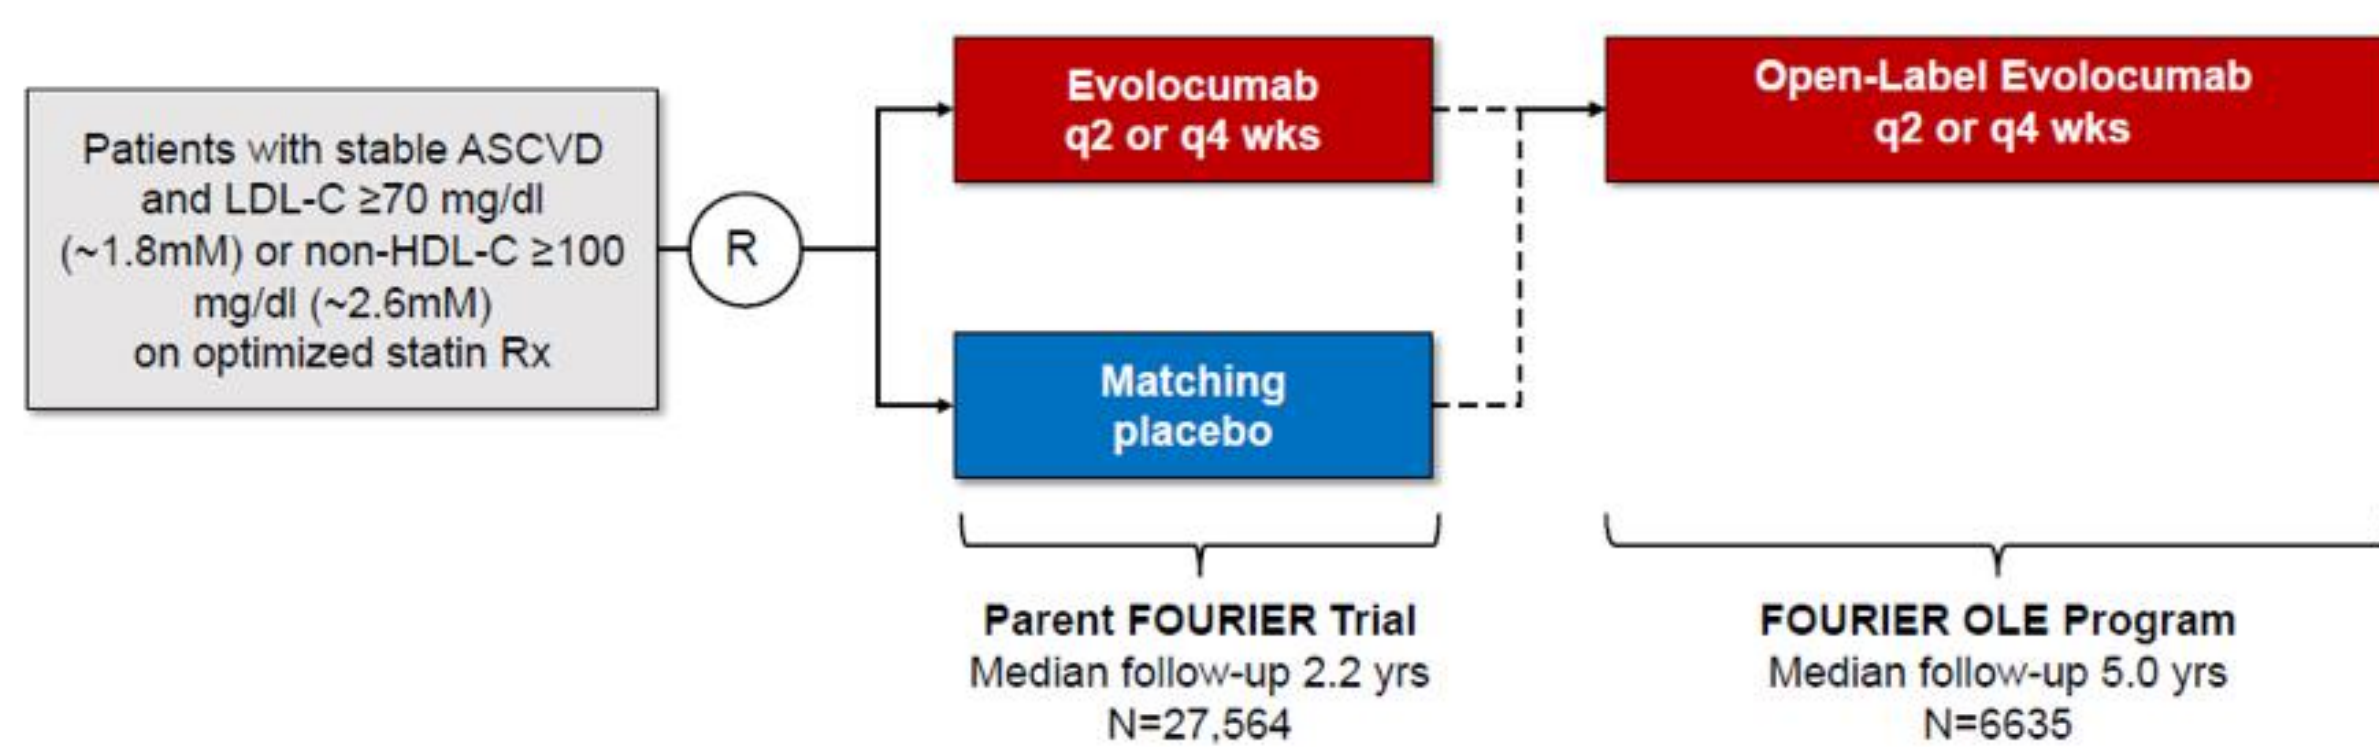 Patients with stable ASCVD
and LDL-C ≥70 mg/dl
(~1.8mM) or non-HDL-C ≥100
mg/dl (~2.6mM)
on optimized statin Rx
R
Evolocumab
q2 or q4 wks
Matching
placebo
Open-Label Evolocumab
q2 or q4 wks
Parent FOURIER Trial
Median follow-up 2.2 yrs
N=27,564
FOURIER OLE Program
Median follow-up 5.0 yrs
N=6635